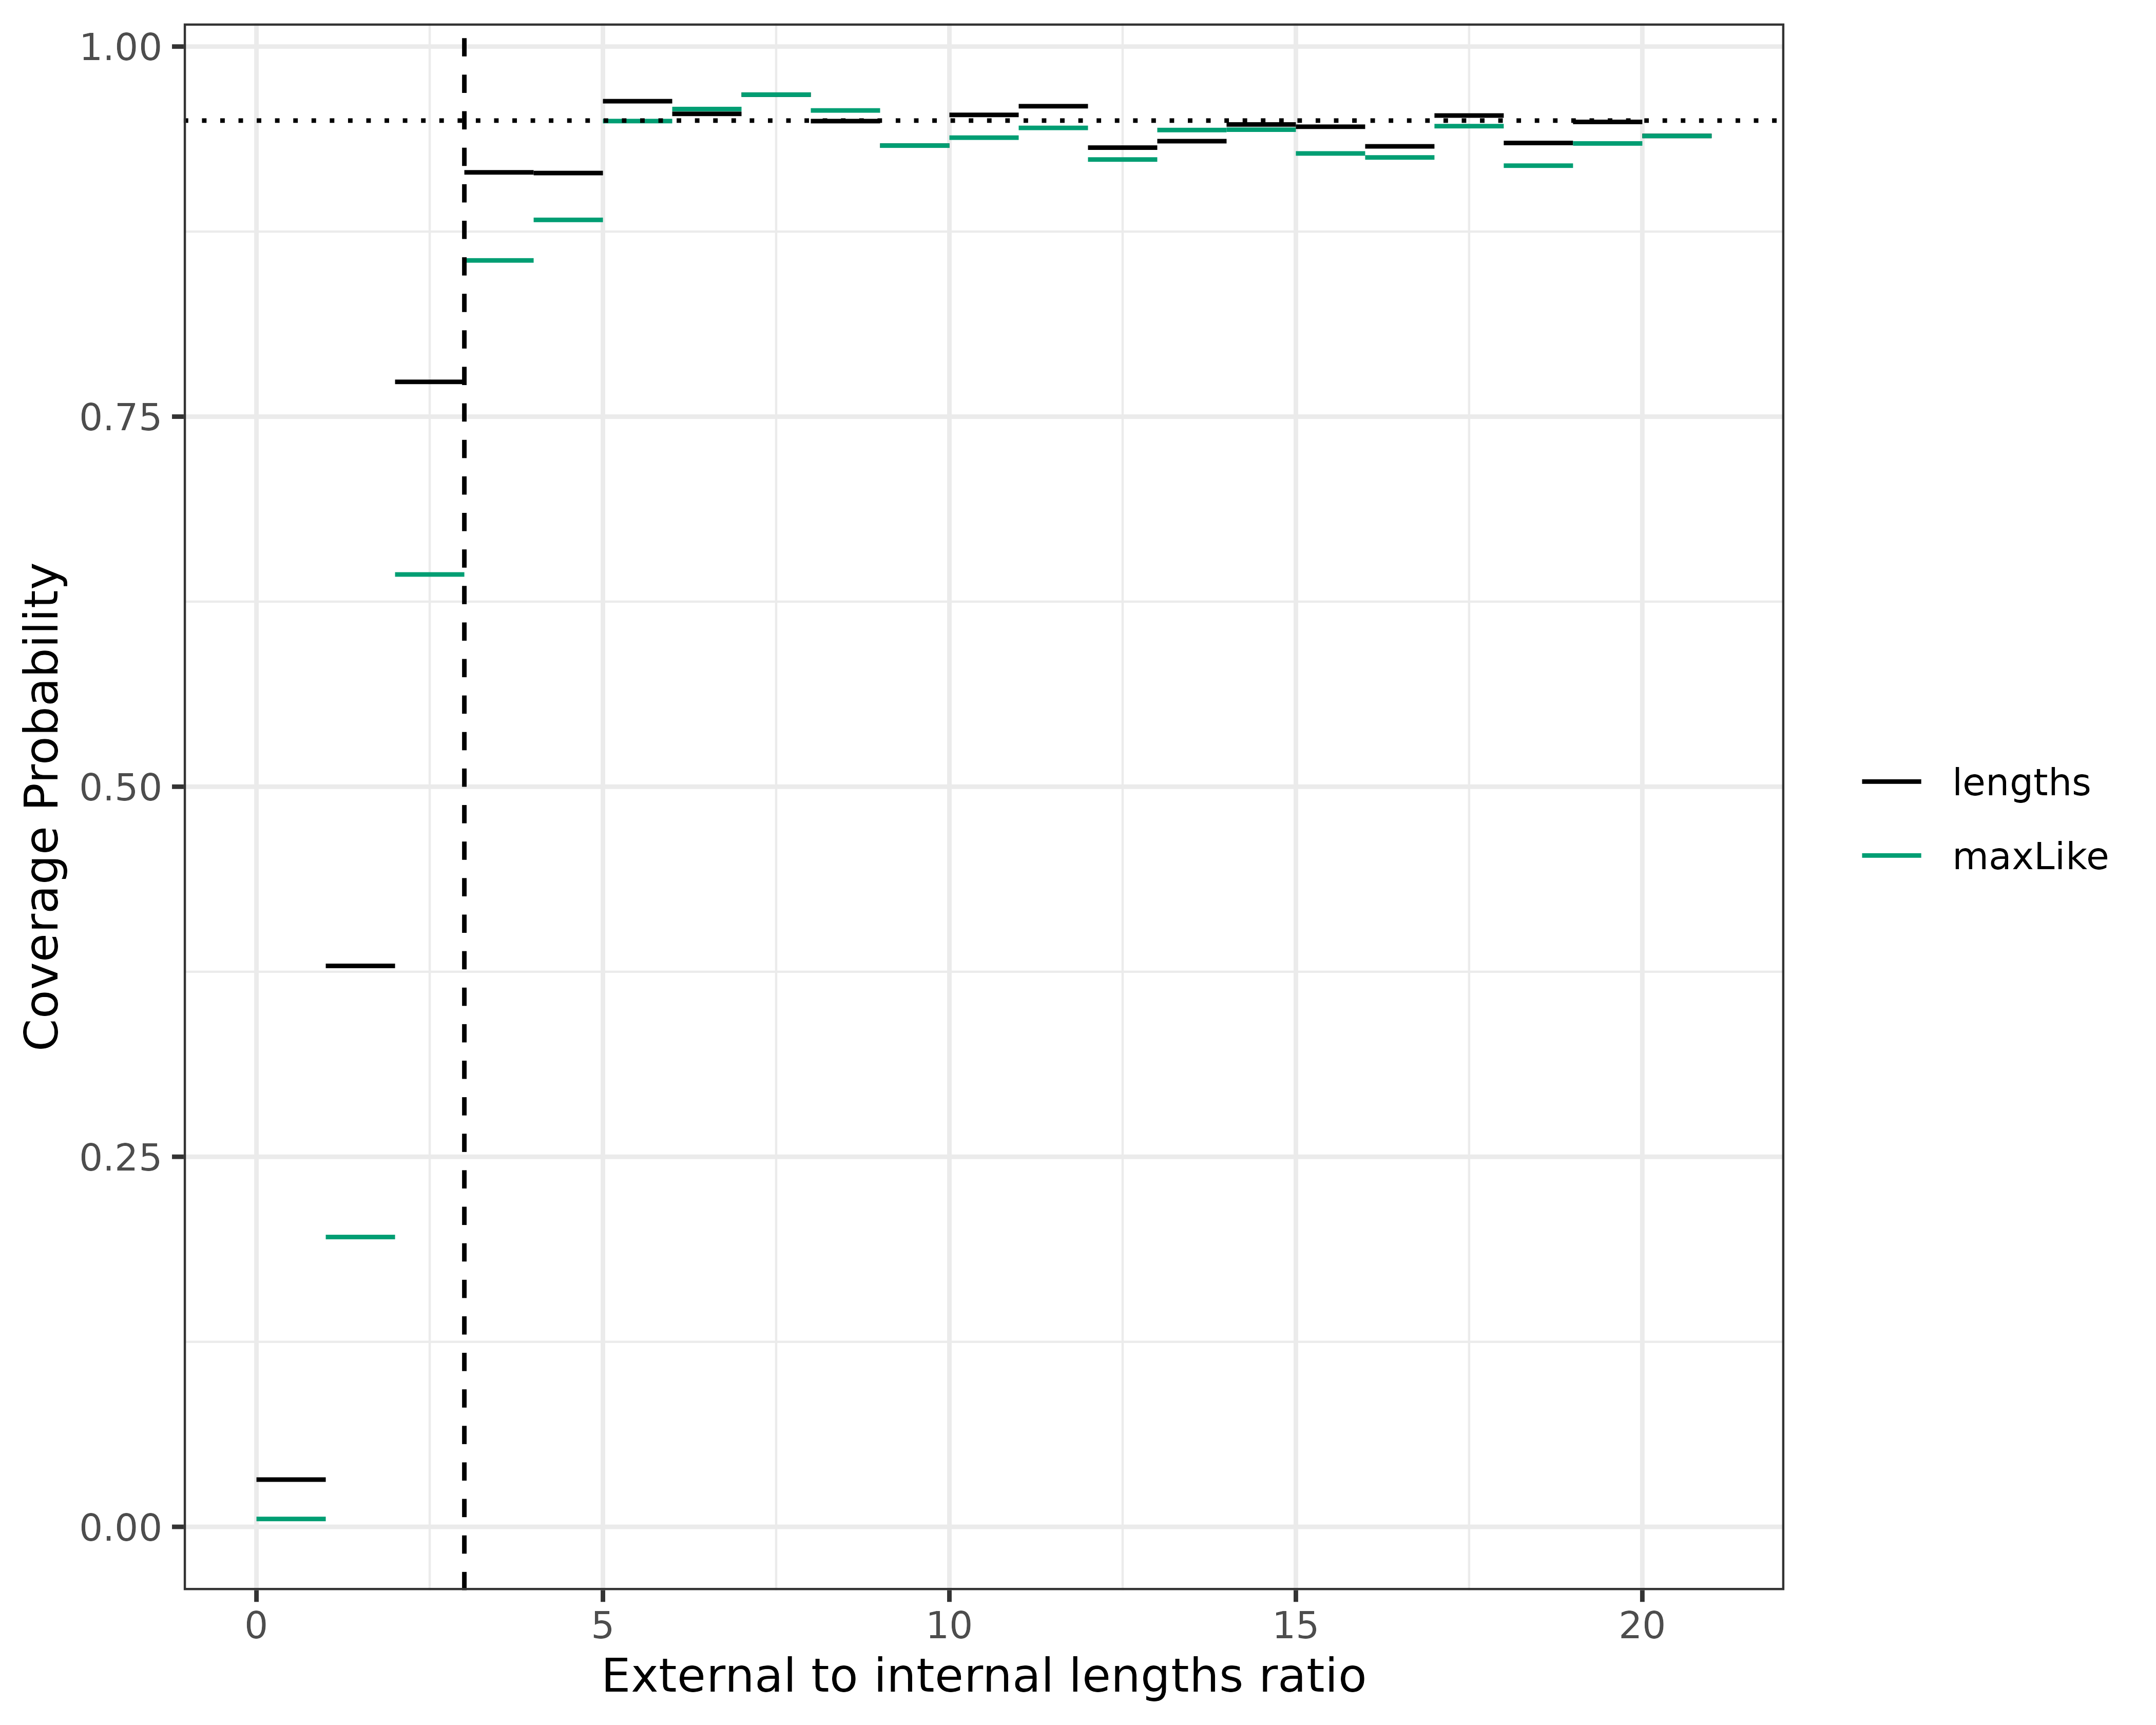 1.00
0.75
0.50
0.25
0.00
Coverage Probability
0 5 10 15 20
External to internal lengths ratio
lengths
maxLike